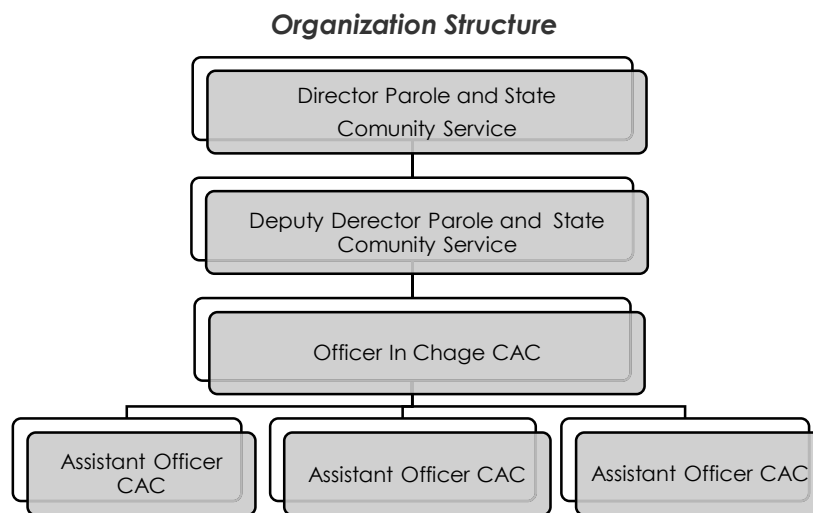 Organization Structure
Director Parole and State
Comunity Service
Deputy Derector Parole and State
Comunity Service
Officer In Chage CAC
Assistant Officer
CAC
Assistant Officer CAC
Assistant Officer CAC